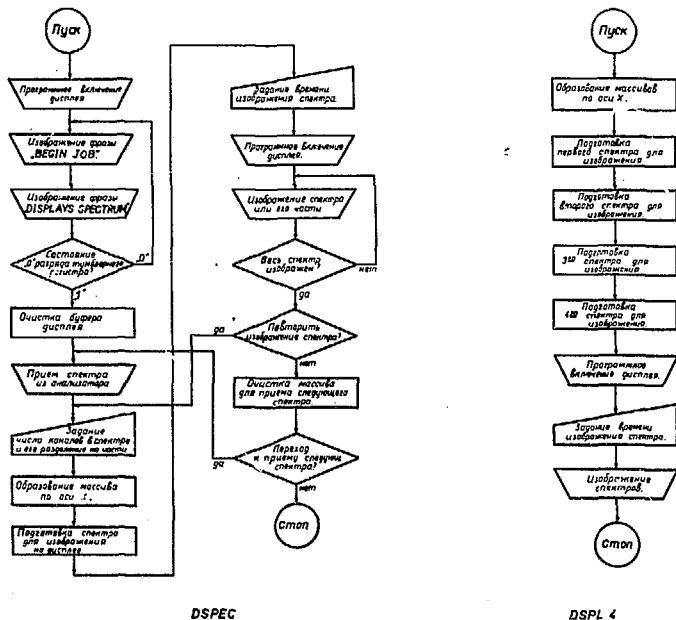 Пуск
Программное включение
дисплея
Изображение фразы
„BEGIN JOB"
Изображение фразы
„DISPLAYS SPECTRUM"
Состояние
„0" разряда тумблерного
регистра?
„0"
„1"
Очистка буфера
дисплея.
Прием спектра
из анализатора
Задание
числа каналов в спектре
и его разделение на части
Образование массива
по оси X.
Подготовка спектра
для изображения
на дисплее.
Задание времени
изображения спектра.
Программное включение
дисплея.
Изображение спектра
или его части
Весь спектр
изображен?
нет
да
Повторить
изображение спектра?
да
нет
Очистка массива
для приема следующего
спектра.
Переход
к приему следующ.
спектра?
да
нет
Стоп
DSPEC
Пуск
Образование массивов
по оси X.
Подготовка
первого спектра для
изображения
Подготовка
второго спектра для
изображения.
Подготовка
3го спектра для
изображения
Подготовка
4го спектра для
изображения.
Программное
включение дисплея.
Задание времени
изображения спектра.
Изображение
спектров.
Стоп
DSPL 4